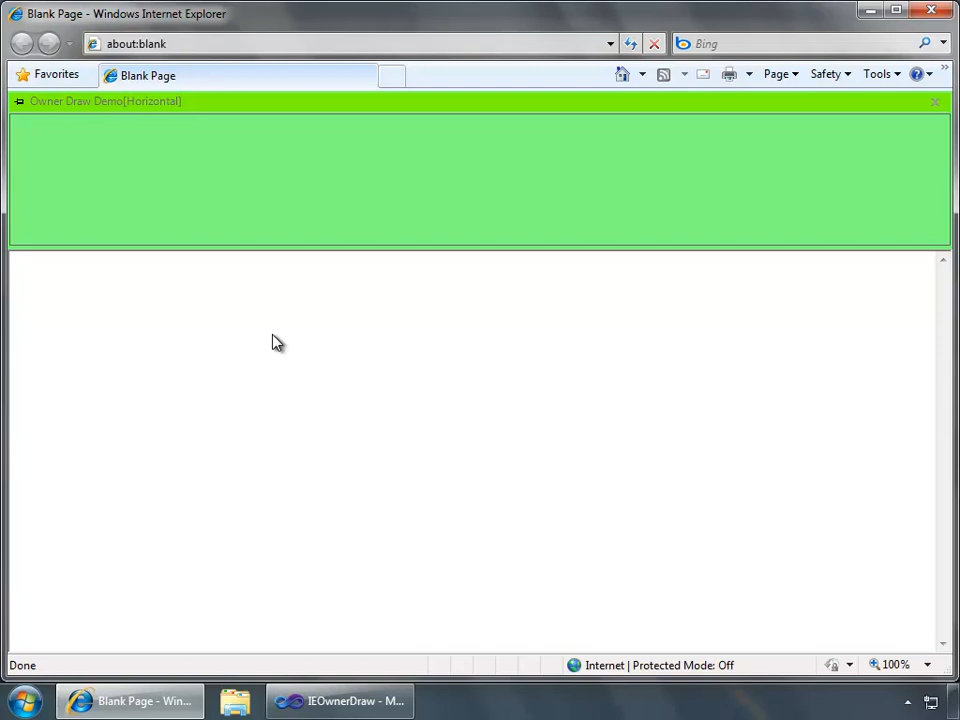 Blank Page - Windows Internet Explorer
about:blank
Bing
Favorites
Blank Page
Page
Safety
Tools
Owner Draw Demo[Horizontal]
Done
Internet | Protected Mode: Off
100%
Blank Page - Win...
IEOwnerDraw - M...